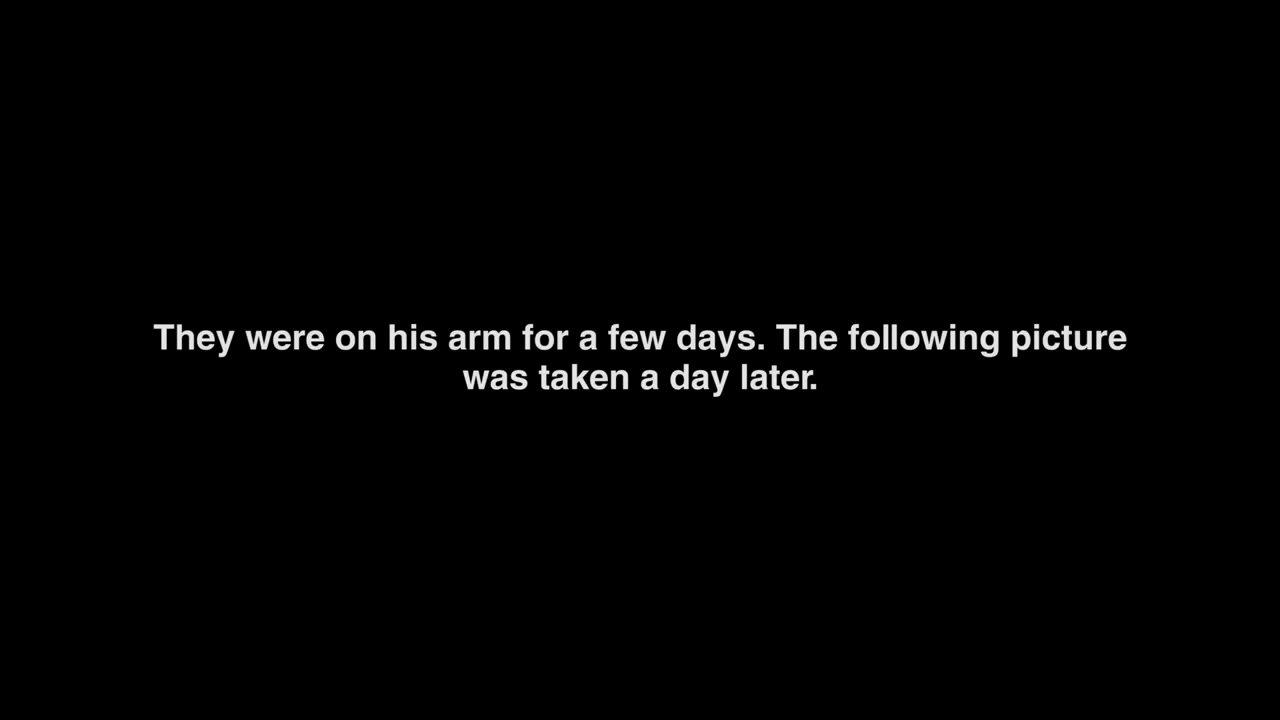 They were on his arm for a few days. The following picture
was taken a day later.